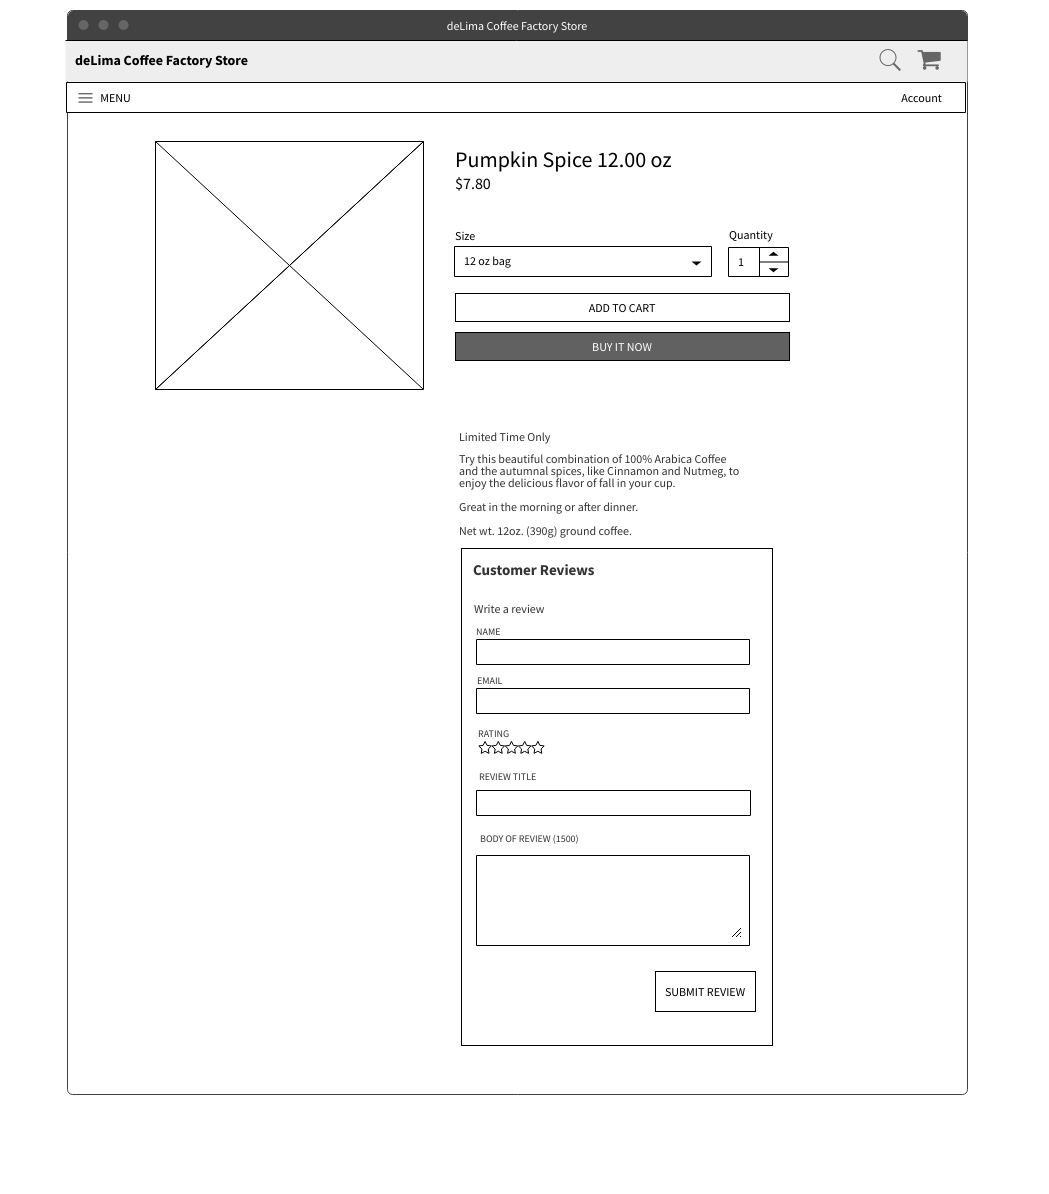 deLima Coffee Factory Store
deLima Coffee Factory Store
MENU
Account
Pumpkin Spice 12.00 oz
$7.80
Size
Quantity
12 oz bag
1
ADD TO CART
BUY IT NOW
Limited Time Only
Try this beautiful combination of 100% Arabica Coffee
and the autumnal spices, like Cinnamon and Nutmeg, to
enjoy the delicious flavor of fall in your cup.
Great in the morning or after dinner.
Net wt. 12oz. (390g) ground coffee.
Customer Reviews
Write a review
NAME
EMAIL
RATING
REVIEW TITLE
BODY OF REVIEW (1500)
SUBMIT REVIEW